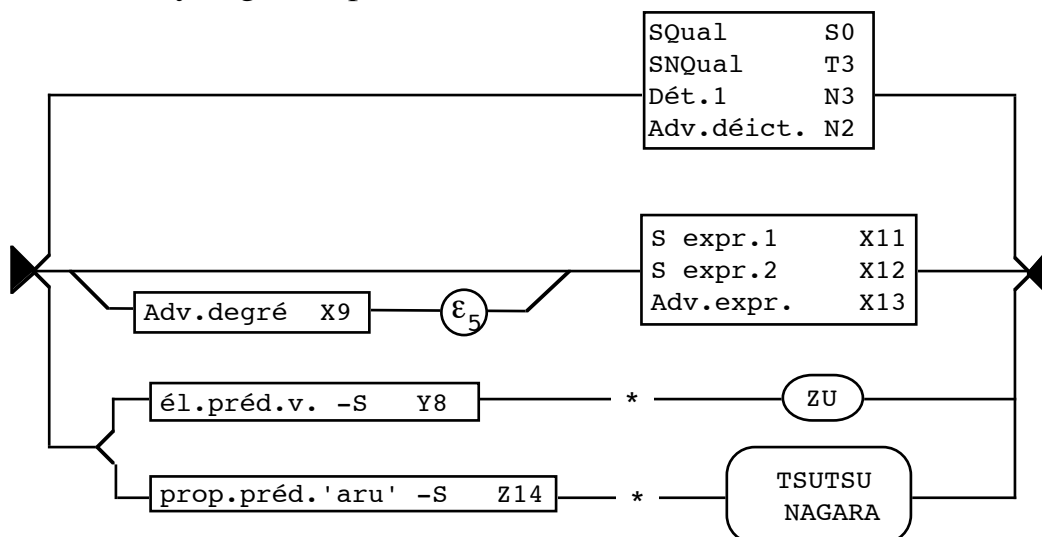 SQual S0
SNQual T3
Dét.1 N3
Adv.déict. N2
S expr.1 X11
S expr.2 X12
Adv.expr. X13
Adv.degré X9
ε5
él.préd.v. -S Y8
*
ZU
prop.préd.'aru' -S Z14
*
TSUTSU
NAGARA